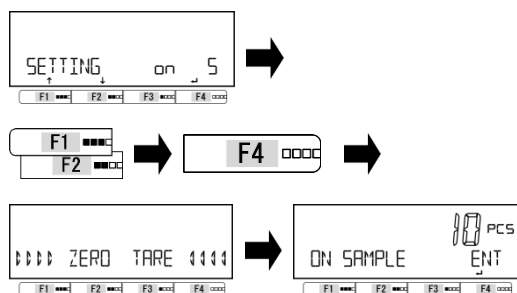 SETTING on 5
F1 F2 F3 F4
F1
F2
F4
ZERO TARE
F1 F2 F3 F4
10 PCS
ON SAMPLE ENT
F1 F2 F3 F4